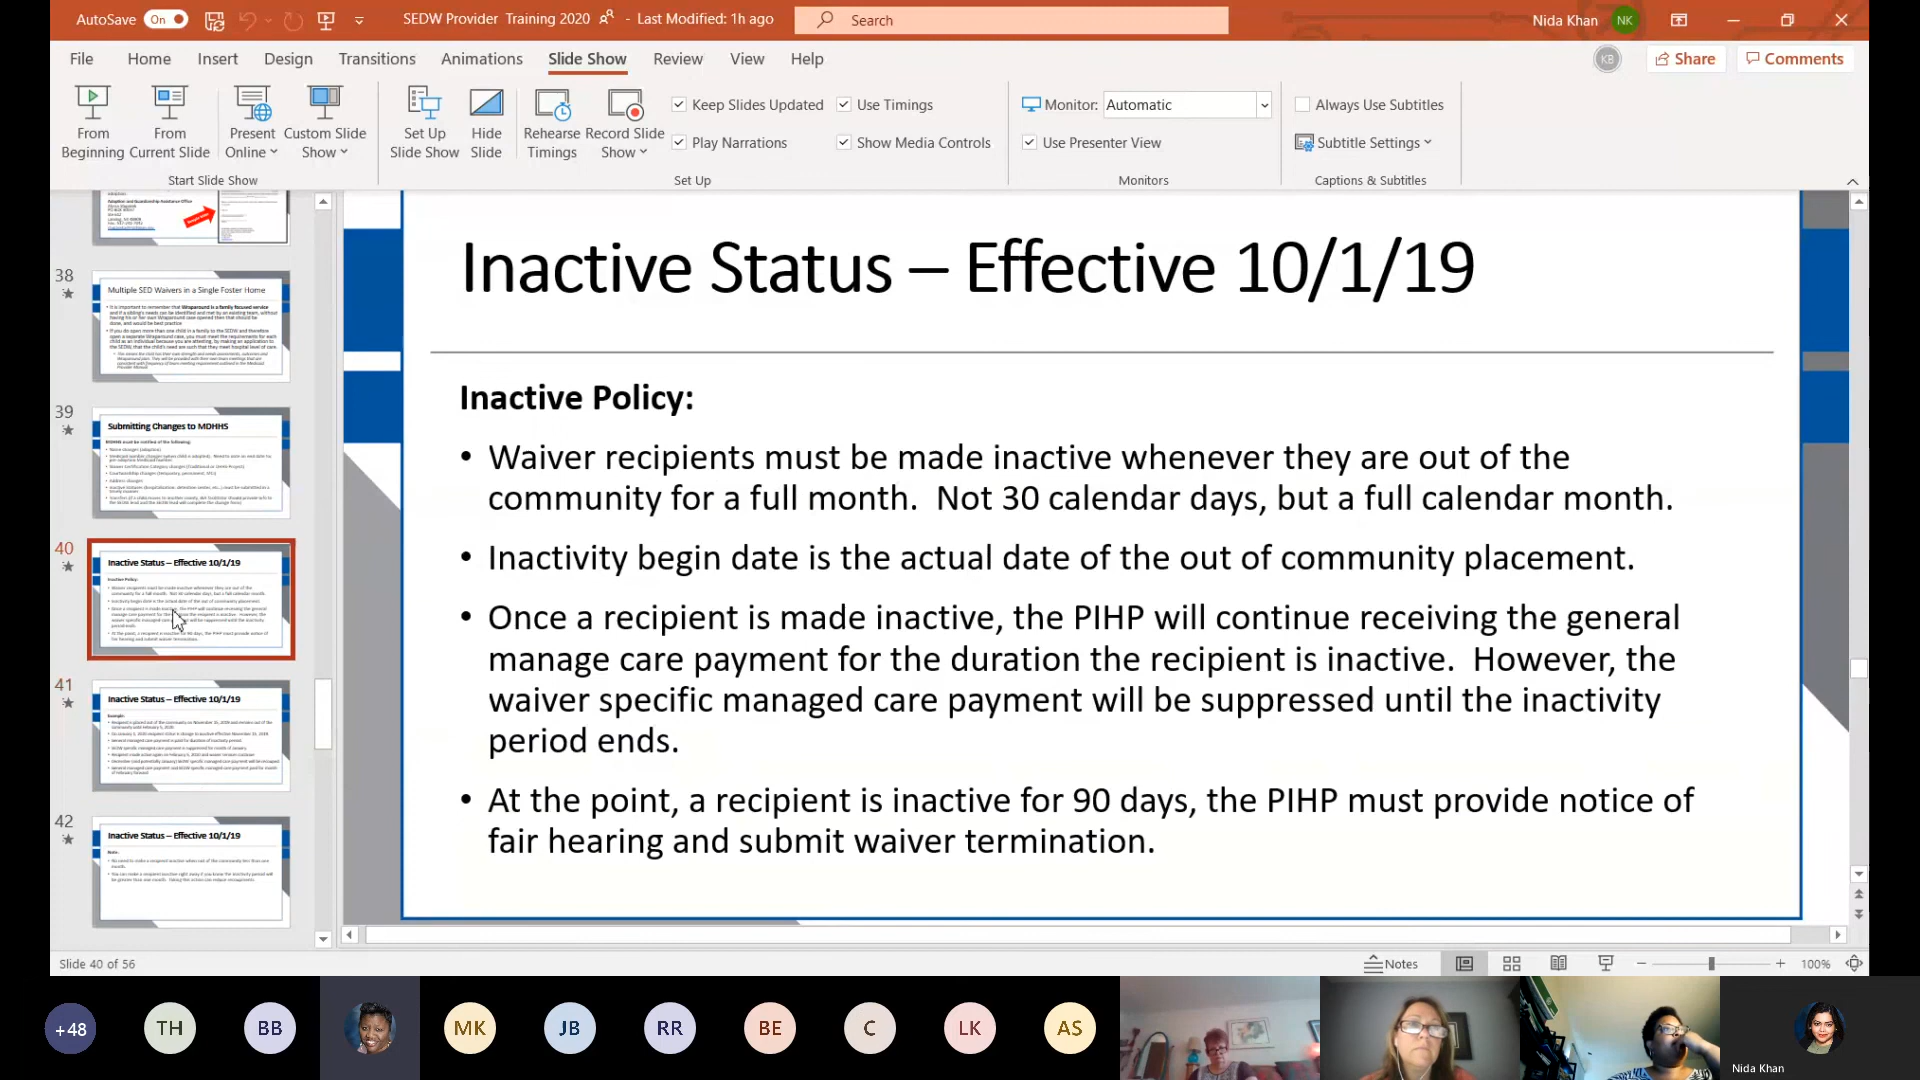 AutoSave On SEDW Provider Training 2020 - Last Modified: 1h ago Search Nida Khan NK
File Home Insert Design Transitions Animations Slide Show Review View Help KB Share Comments
From Beginning
From Current Slide
Present Online
Custom Slide Show
Set Up Slide Show
Hide Slide
Rehearse Timings
Record Slide Show
Keep Slides Updated
Use Timings
Play Narrations
Show Media Controls
Monitor: Automatic
Use Presenter View
Always Use Subtitles
Subtitle Settings
Start Slide Show
Set Up
Monitors
Captions & Subtitles
38
Multiple SED Waivers in a Single Foster Home
39
Submitting Changes to MDHHS
MDHHS must be notified of the following:
40
Inactive Status – Effective 10/1/19
Inactive Policy:
41
Inactive Status – Effective 10/1/19
Example:
42
Inactive Status – Effective 10/1/19
Note:
Inactive Status – Effective 10/1/19
Inactive Policy:
• Waiver recipients must be made inactive whenever they are out of the
community for a full month. Not 30 calendar days, but a full calendar month.
• Inactivity begin date is the actual date of the out of community placement.
• Once a recipient is made inactive, the PIHP will continue receiving the general
manage care payment for the duration the recipient is inactive. However, the
waiver specific managed care payment will be suppressed until the inactivity
period ends.
• At the point, a recipient is inactive for 90 days, the PIHP must provide notice of
fair hearing and submit waiver termination.
Slide 40 of 56
Notes
100%
+48 TH BB MK JB RR BE C LK AS
Nida Khan